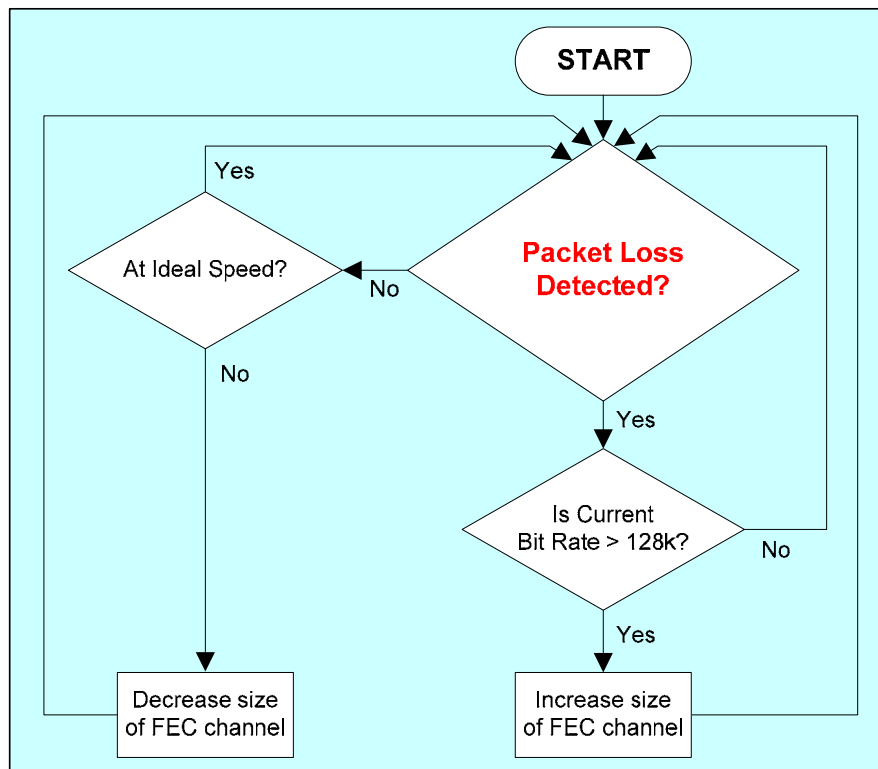 START
Yes
Packet Loss
Detected?
At Ideal Speed?
No
No
Yes
Is Current
Bit Rate > 128k?
No
Yes
Decrease size
of FEC channel
Increase size
of FEC channel